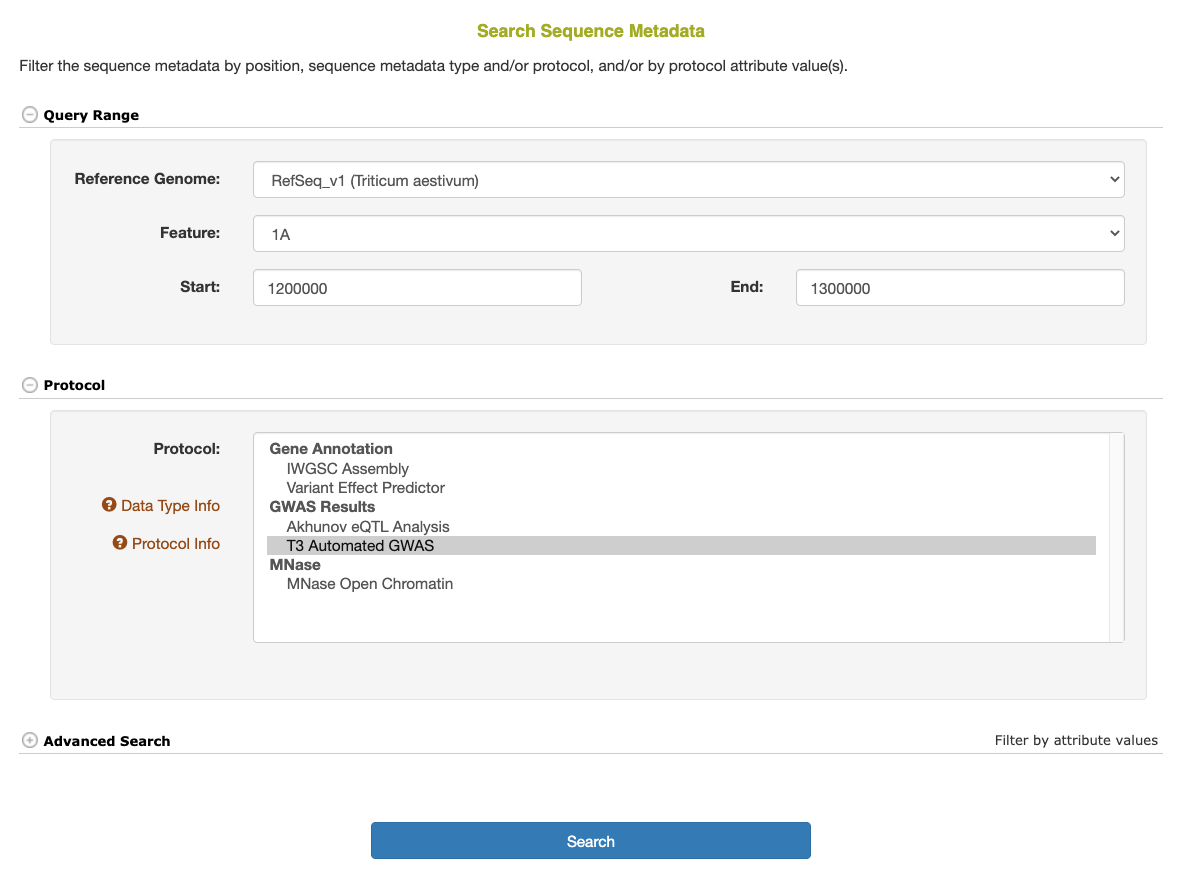 Search Sequence Metadata
Filter the sequence metadata by position, sequence metadata type and/or protocol, and/or by protocol attribute value(s).
Query Range
Reference Genome: RefSeq_v1 (Triticum aestivum)
Feature: 1A
Start: 1200000 End: 1300000
Protocol
Protocol:
Data Type Info
Protocol Info
Gene Annotation
IWGSC Assembly
Variant Effect Predictor
GWAS Results
Akhunov eQTL Analysis
T3 Automated GWAS
MNase
MNase Open Chromatin
Advanced Search Filter by attribute values
Search